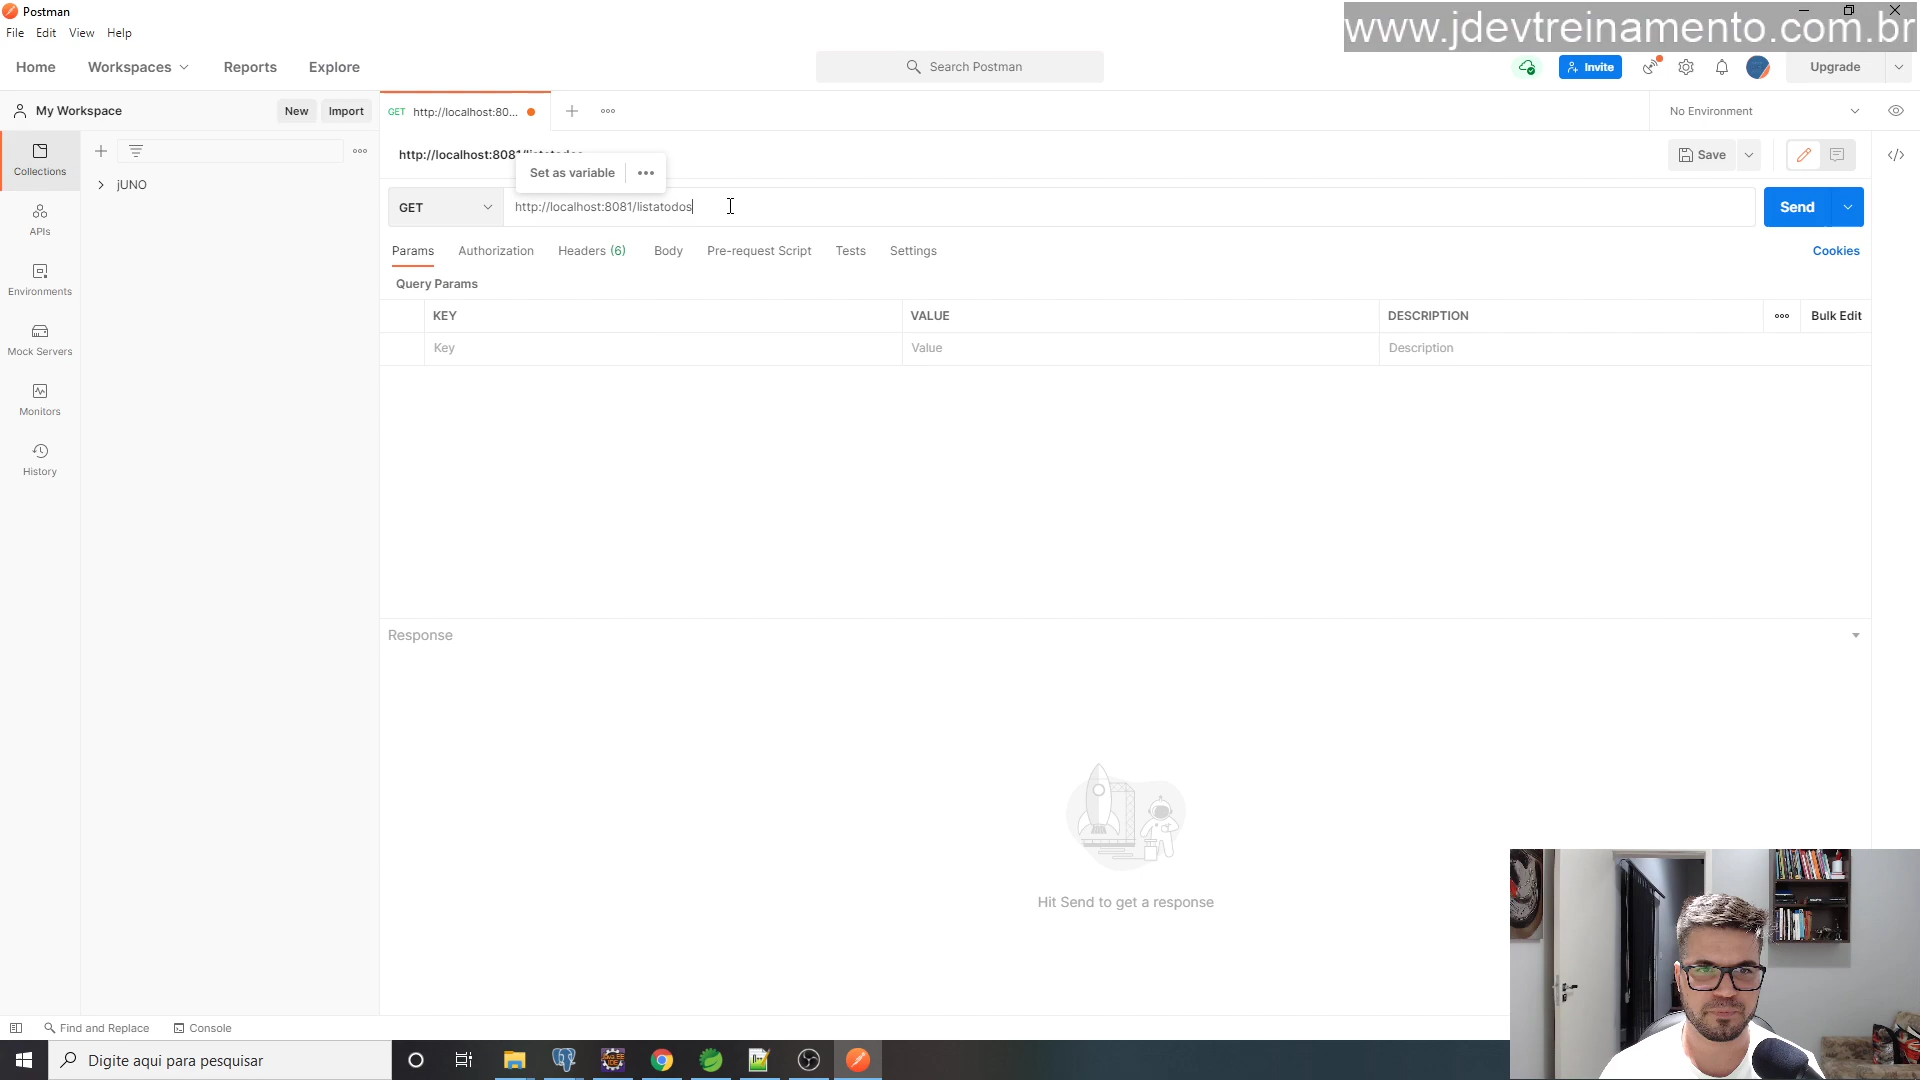 Postman
www.jdevtreinamento.com.br
File Edit View Help
Home Workspaces Reports Explore
Search Postman
Invite
Upgrade
My Workspace
New Import
GET http://localhost:80...
No Environment
Collections
jUNO
http://localhost:8081/listatodos
Save
Set as variable
GET
http://localhost:8081/listatodos
Send
APIs
Params Authorization Headers (6) Body Pre-request Script Tests Settings
Cookies
Environments
Query Params
KEY VALUE DESCRIPTION
Bulk Edit
Mock Servers
Key Value Description
Monitors
History
Response
Hit Send to get a response
Find and Replace Console
Digite aqui para pesquisar